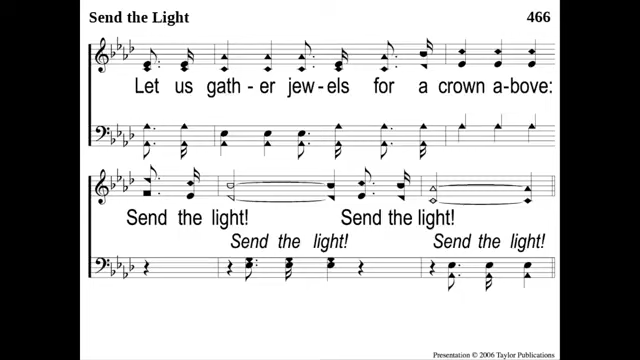 Send the Light 466
Let us gath - er jew - els for a crown a-bove:
Send the light! Send the light!
Send the light! Send the light!
Presentation © 2006 Taylor Publications